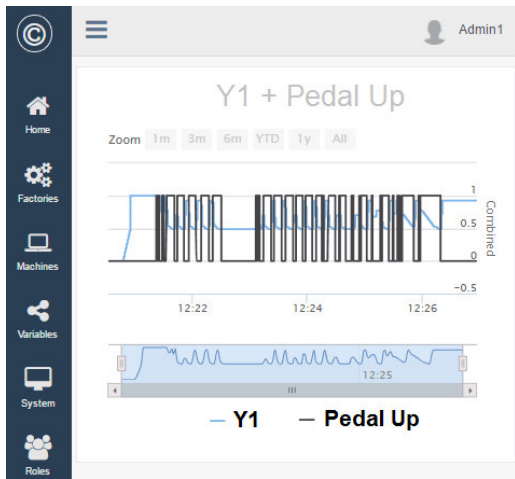 ©
Admin1
Home
Factories
Machines
Variables
System
Roles
Y1 + Pedal Up
Zoom 1m 3m 6m YTD 1y All
1
0.5
0
-0.5
Combined
12:22 12:24 12:26
12:25
Y1 Pedal Up